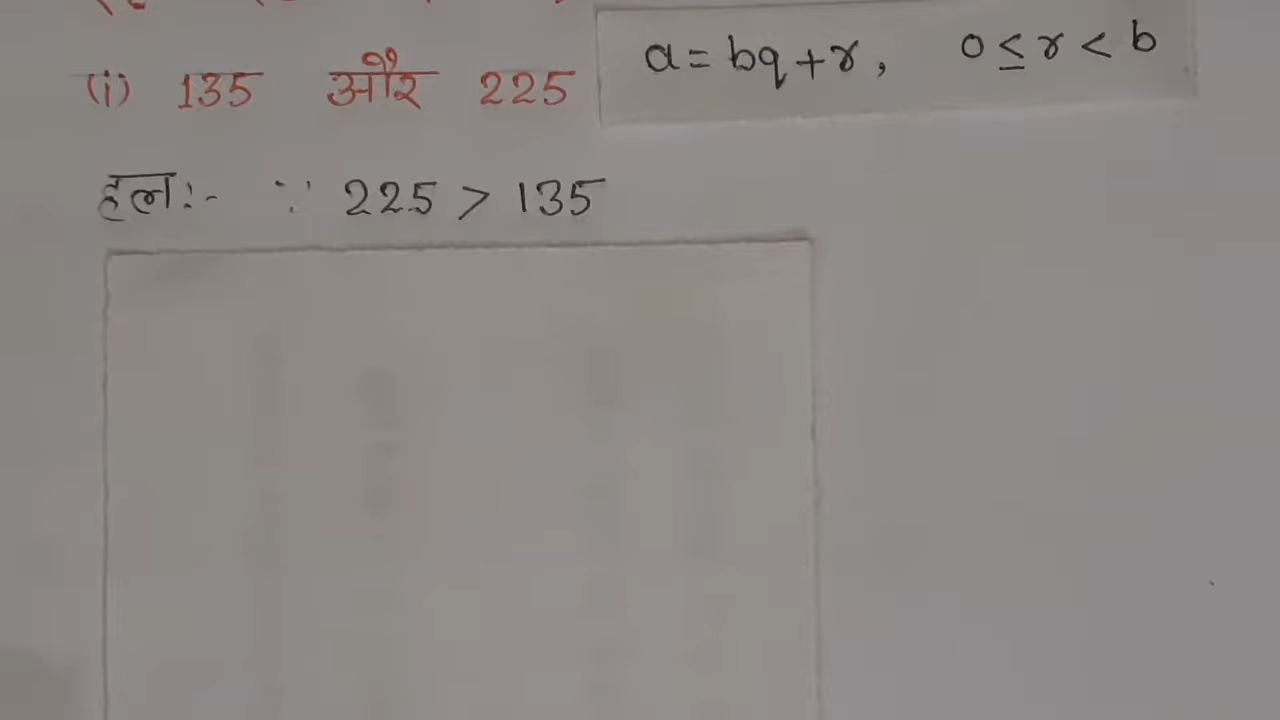 (i) 135 और 225
a = bq + r, 0 ≤ r < b
हल:- ∵ 225 > 135